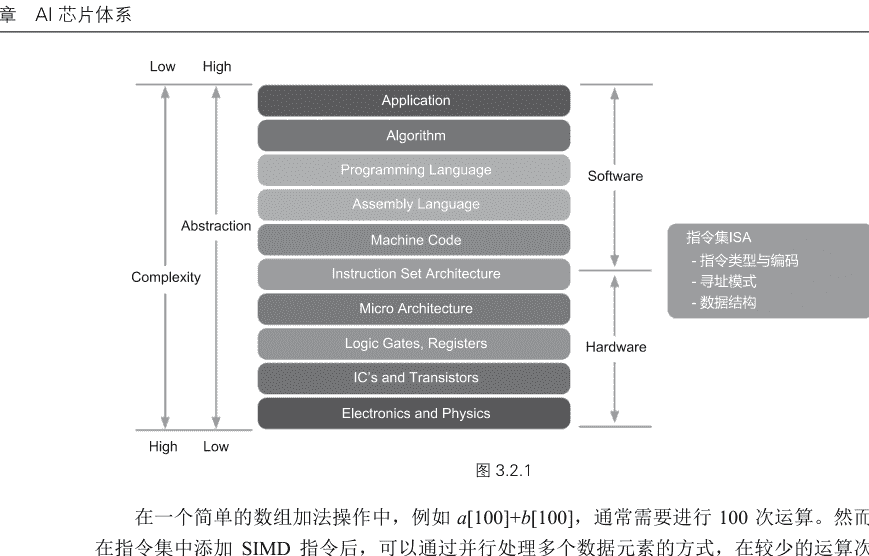 章 AI 芯片体系
Low High
Application
Algorithm
Programming Language
Software
Assembly Language
Abstraction
Machine Code
指令集ISA
- 指令类型与编码
- 寻址模式
- 数据结构
Complexity
Instruction Set Architecture
Micro Architecture
Logic Gates, Registers
Hardware
IC's and Transistors
Electronics and Physics
High Low
图 3.2.1
在一个简单的数组加法操作中，例如 a[100]+b[100]，通常需要进行 100 次运算。然而
在指令集中添加 SIMD 指令后，可以通过并行处理多个数据元素的方式，在较少的运算次